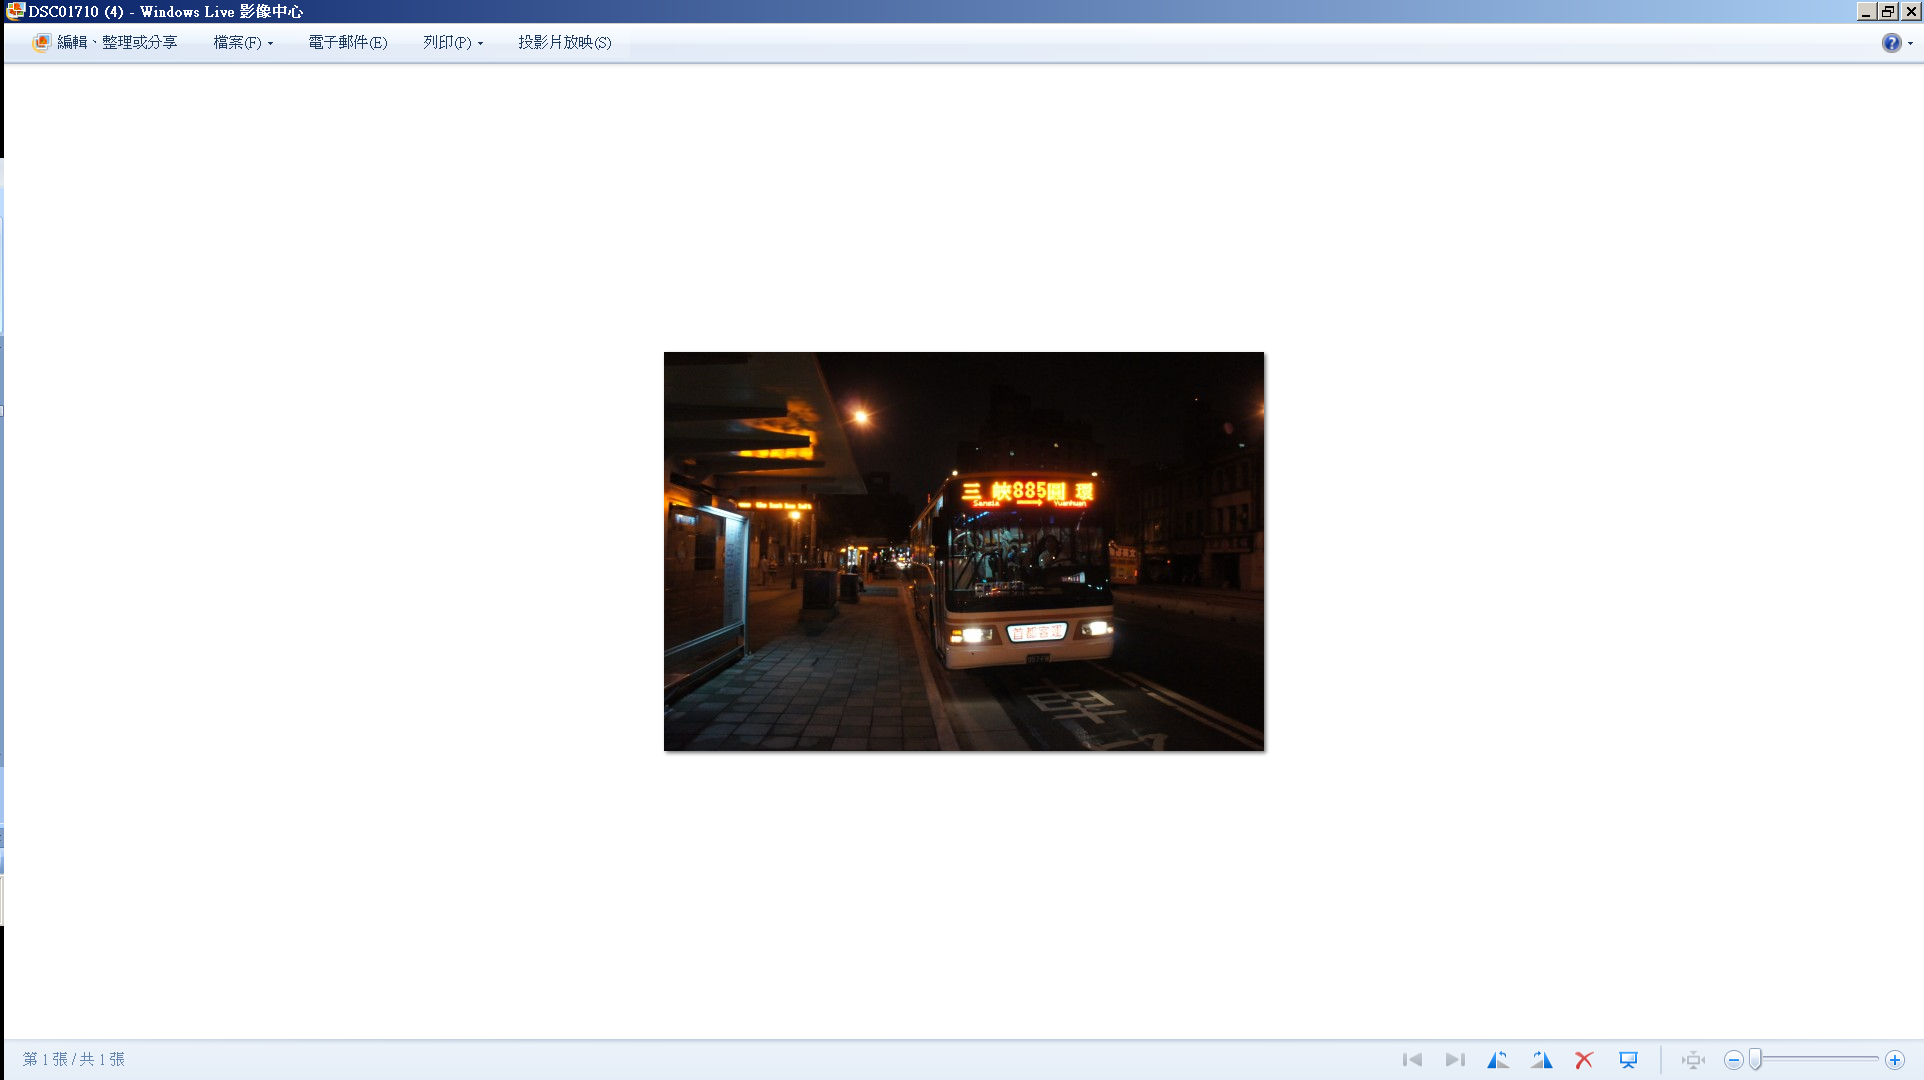 DSC01710 (4) - Windows Live 影像中心
編輯、整理或分享 檔案(F) 電子郵件(E) 列印(P) 投影片放映(S)
三峽885圓環
Sansia Yuanhuan
首都客運
第 1 張 / 共 1 張